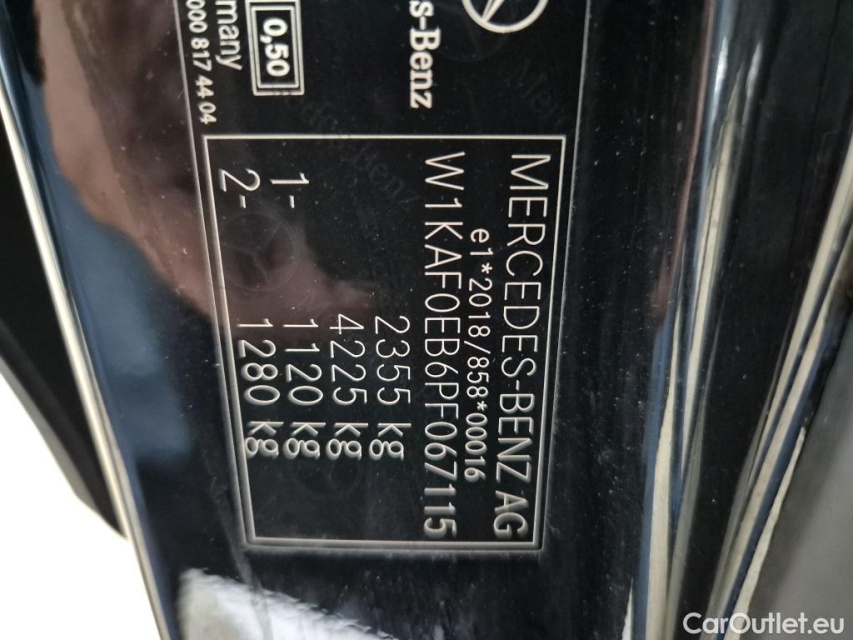 s-Benz
0,50
many
000 817 44 04
MERCEDES-BENZ AG
e1*2018/858*00016
W1KAF0EB6PF067115
2355 kg
4225 kg
1- 1120 kg
2- 1280 kg
CarOutlet.eu